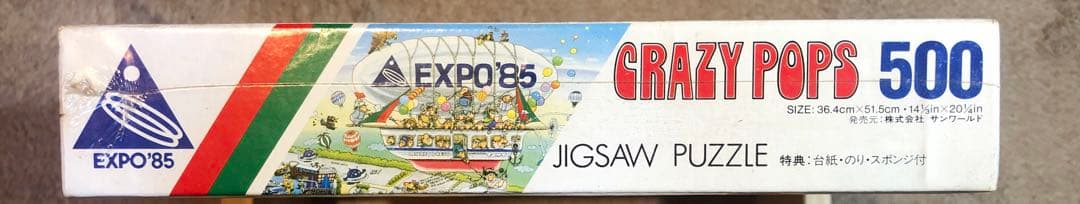 EXPO'85
EXPO'85
CRAZY POPS 500
SIZE: 36.4cm×51.5cm・14⅓in×20¼in
発売元:株式会社 サンワールド
JIGSAW PUZZLE 特典:台紙・のり・スポンジ付